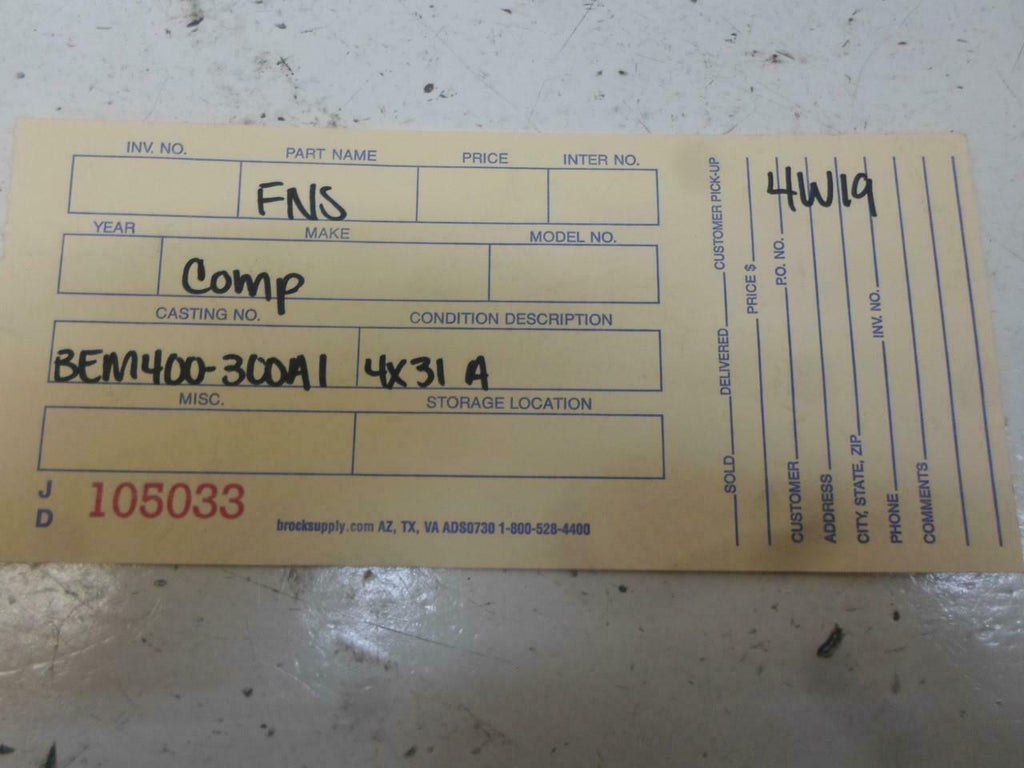 INV. NO. PART NAME PRICE INTER NO.
FNS
YEAR MAKE MODEL NO.
Comp
CASTING NO. CONDITION DESCRIPTION
BEM400-300A1 4X31 A
MISC. STORAGE LOCATION
J D 105033
brocksupply.com AZ, TX, VA ADS0730 1-800-528-4400
SOLD DELIVERED CUSTOMER PICK-UP
PRICE $
4W19
CUSTOMER P.O. NO.
ADDRESS
CITY, STATE, ZIP
PHONE INV. NO.
COMMENTS